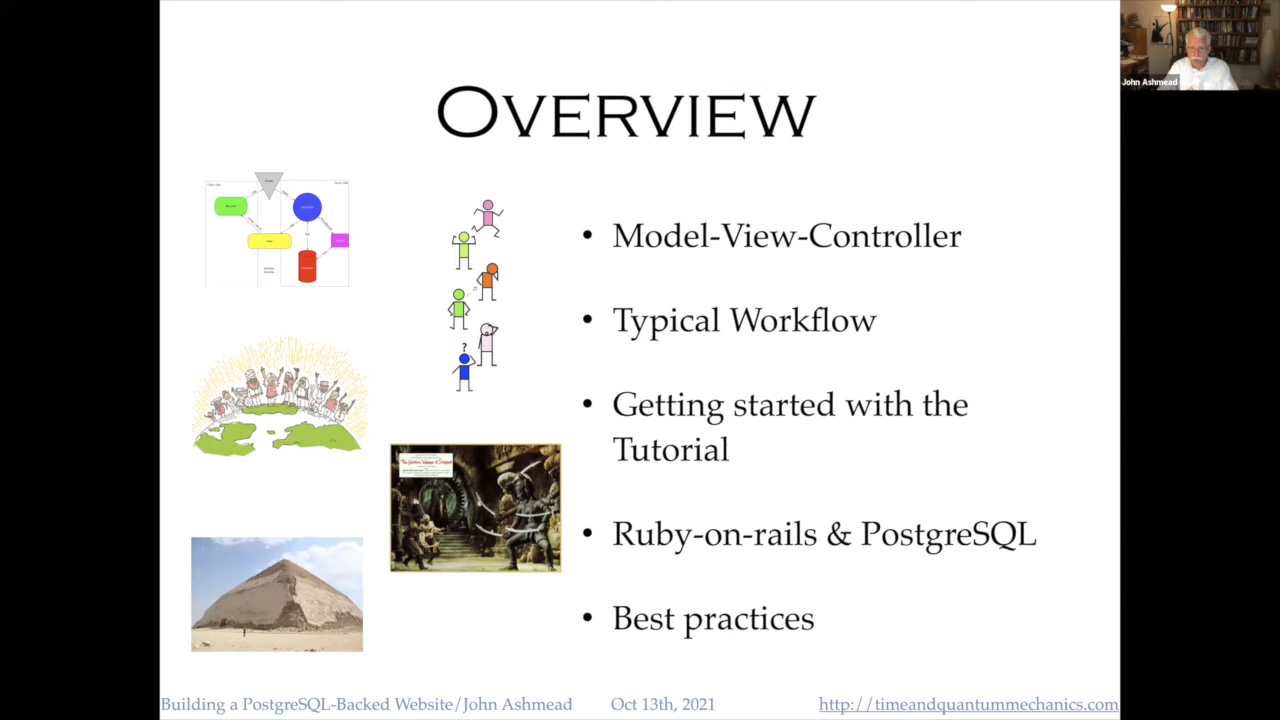 John Ashmead
OVERVIEW
• Model-View-Controller
• Typical Workflow
• Getting started with the
Tutorial
• Ruby-on-rails & PostgreSQL
• Best practices
?
Building a PostgreSQL-Backed Website/John Ashmead
Oct 13th, 2021
http://timeandquantummechanics.com